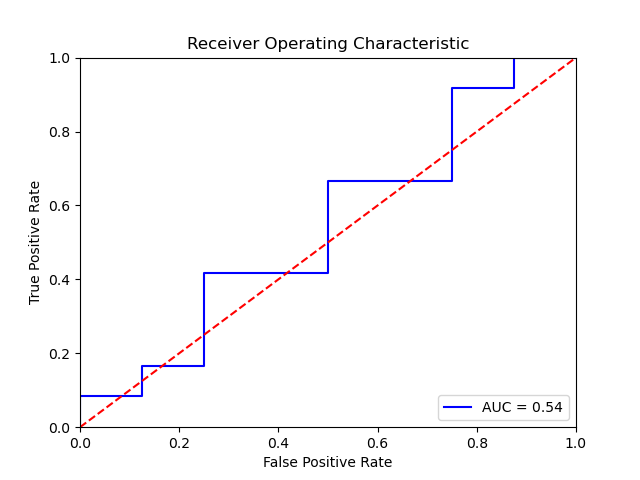 Receiver Operating Characteristic
True Positive Rate
1.0
0.8
0.6
0.4
0.2
0.0
AUC = 0.54
0.0 0.2 0.4 0.6 0.8 1.0
False Positive Rate